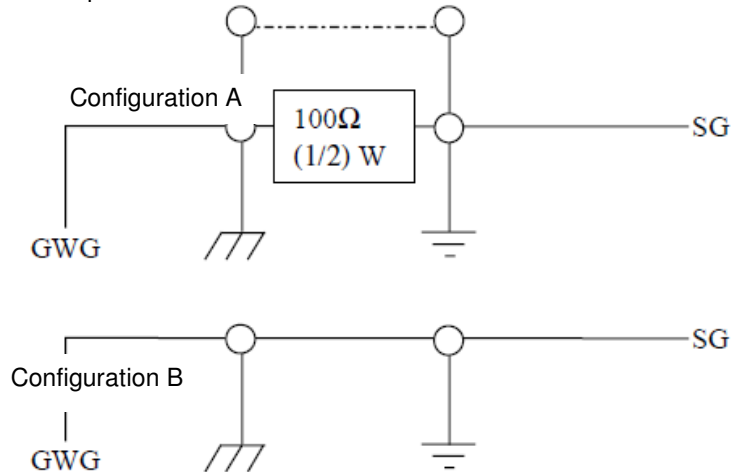 Configuration A
100Ω
(1/2) W
SG
GWG
SG
Configuration B
GWG